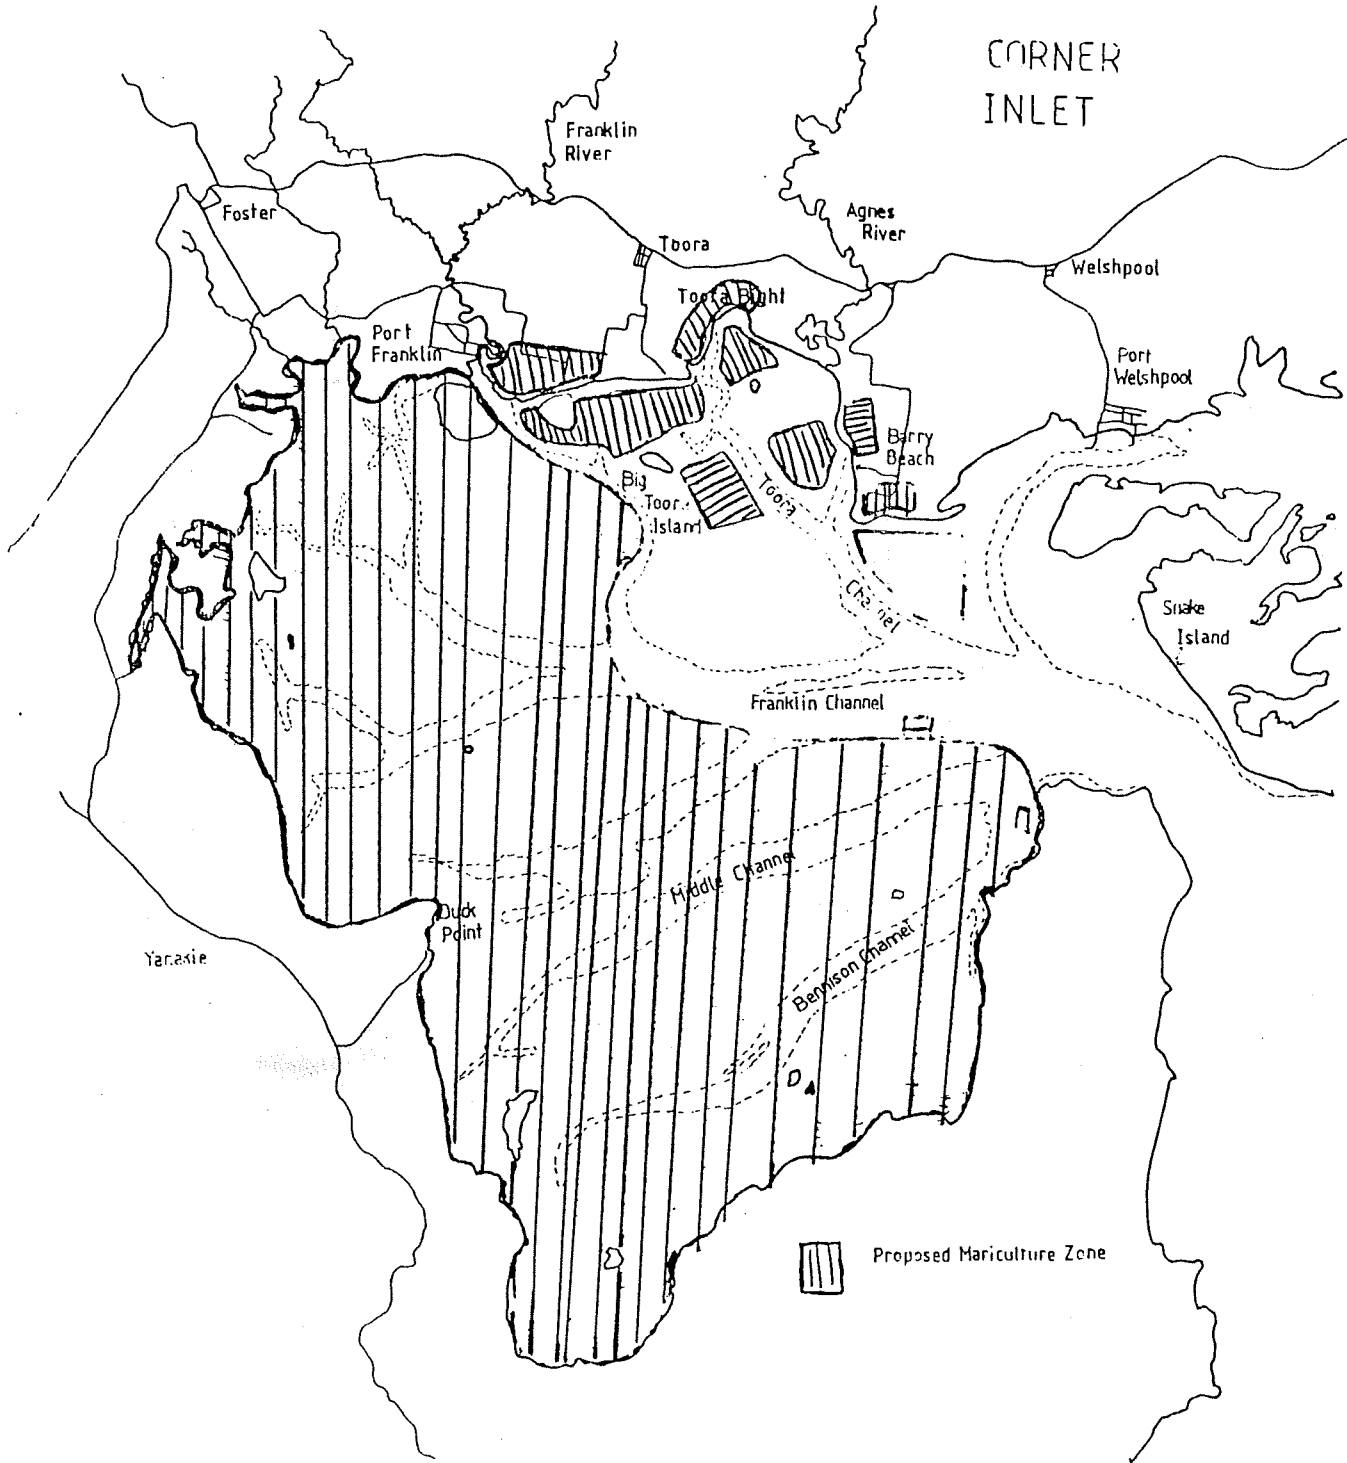 CORNER
INLET
Franklin
River
Agnes
River
Foster
Toora
Welshpool
Toora Bight
Port
Franklin
Port
Welshpool
Barry
Beach
Big
Island
Toora
Channel
Snake
Island
Franklin Channel
Middle Channel
Duck
Point
Bennison Channel
Proposed Mariculture Zone